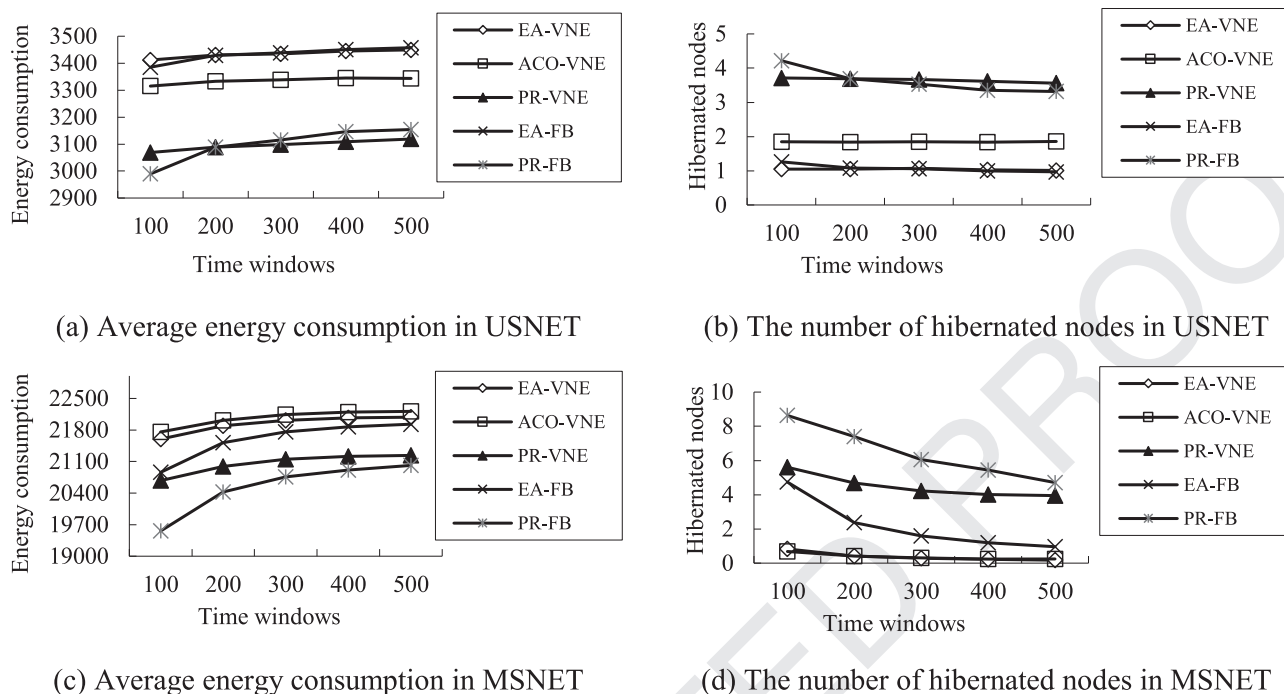 3500
3400
3300
3200
3100
3000
2900
Energy consumption
100 200 300 400 500
Time windows
EA-VNE
ACO-VNE
PR-VNE
EA-FB
PR-FB
(a) Average energy consumption in USNET
5
4
3
2
1
0
Hibernated nodes
100 200 300 400 500
Time windows
EA-VNE
ACO-VNE
PR-VNE
EA-FB
PR-FB
(b) The number of hibernated nodes in USNET
22500
21800
21100
20400
19700
19000
Energy consumption
100 200 300 400 500
Time windows
EA-VNE
ACO-VNE
PR-VNE
EA-FB
PR-FB
(c) Average energy consumption in MSNET
10
8
6
4
2
0
Hibernated nodes
100 200 300 400 500
Time windows
EA-VNE
ACO-VNE
PR-VNE
EA-FB
PR-FB
(d) The number of hibernated nodes in MSNET